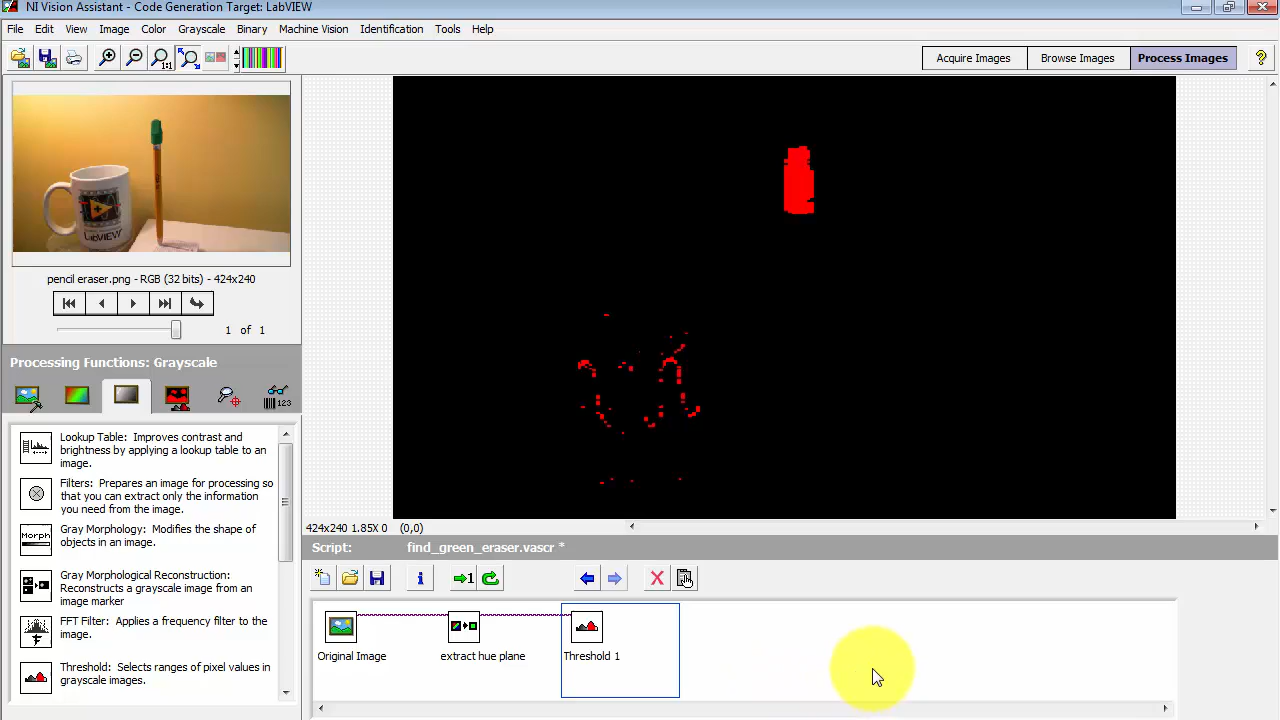 NI Vision Assistant - Code Generation Target: LabVIEW
File Edit View Image Color Grayscale Binary Machine Vision Identification Tools Help
1:1
Acquire Images Browse Images Process Images
LabVIEW
pencil eraser.png - RGB (32 bits) - 424x240
1 of 1
Processing Functions: Grayscale
123
Lookup Table: Improves contrast and
brightness by applying a lookup table to an
image.
Filters: Prepares an image for processing so
that you can extract only the information
you need from the image.
Morph
Gray Morphology: Modifies the shape of
objects in an image.
Gray Morphological Reconstruction:
Reconstructs a grayscale image from an
image marker
FFT Filter: Applies a frequency filter to the
image.
Threshold: Selects ranges of pixel values in
grayscale images.
424x240 1.85X 0 (0,0)
Script: find_green_eraser.vascr *
Original Image extract hue plane Threshold 1